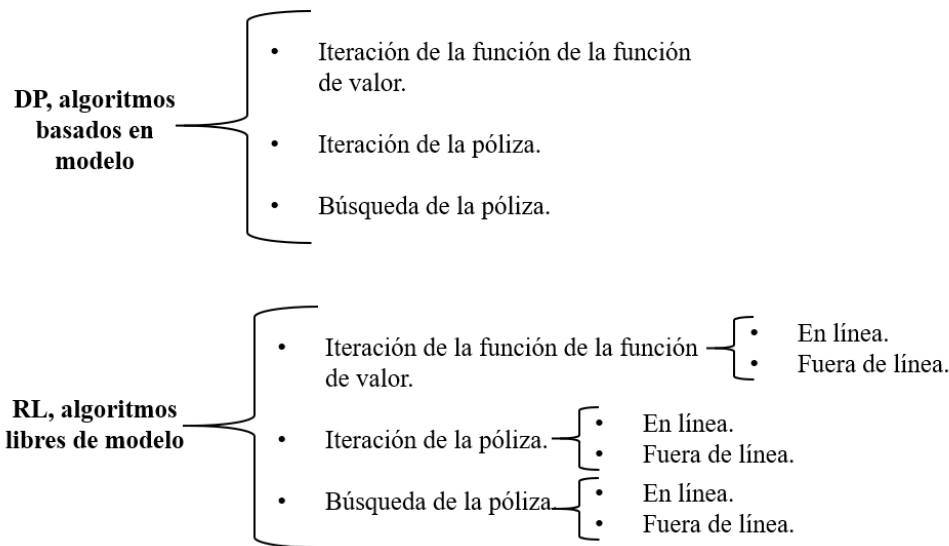 DP, algoritmos
basados en
modelo
• Iteración de la función de la función
de valor.
• Iteración de la póliza.
• Búsqueda de la póliza.
RL, algoritmos
libres de modelo
• Iteración de la función de la función
de valor.
• En línea.
• Fuera de línea.
• Iteración de la póliza.
• En línea.
• Fuera de línea.
• Búsqueda de la póliza.
• En línea.
• Fuera de línea.